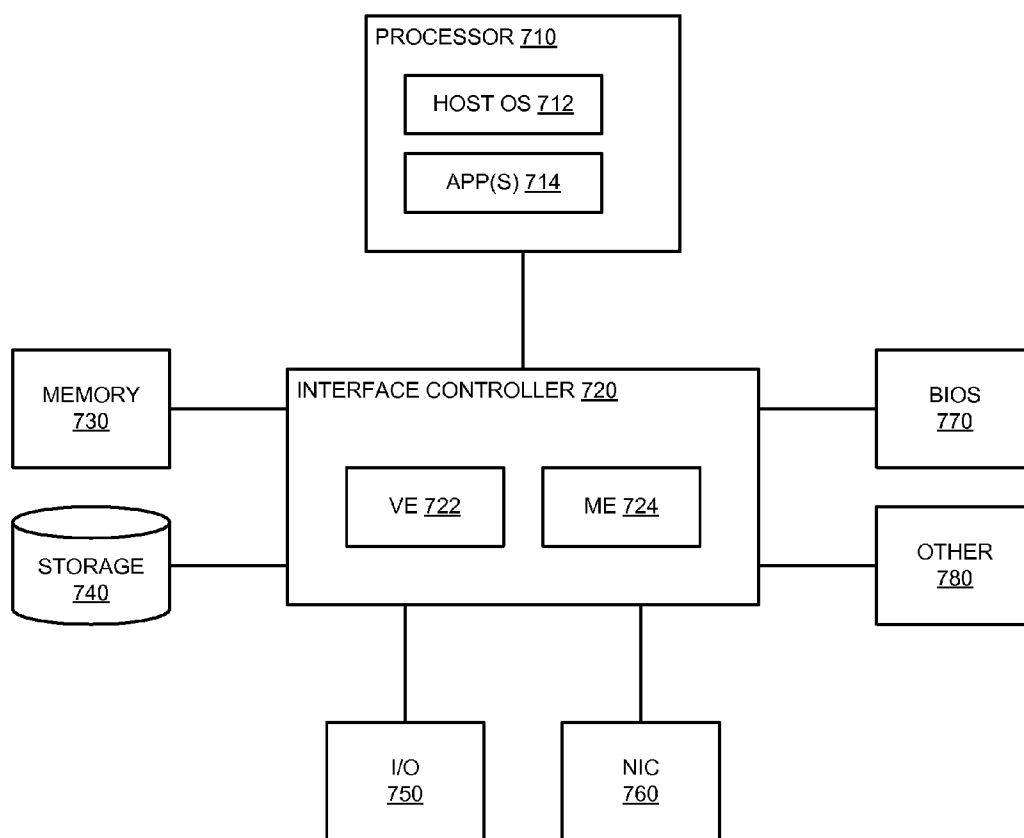 PROCESSOR 710
HOST OS 712
APP(S) 714
MEMORY
730
INTERFACE CONTROLLER 720
BIOS
770
VE 722
ME 724
STORAGE
740
OTHER
780
I/O
750
NIC
760